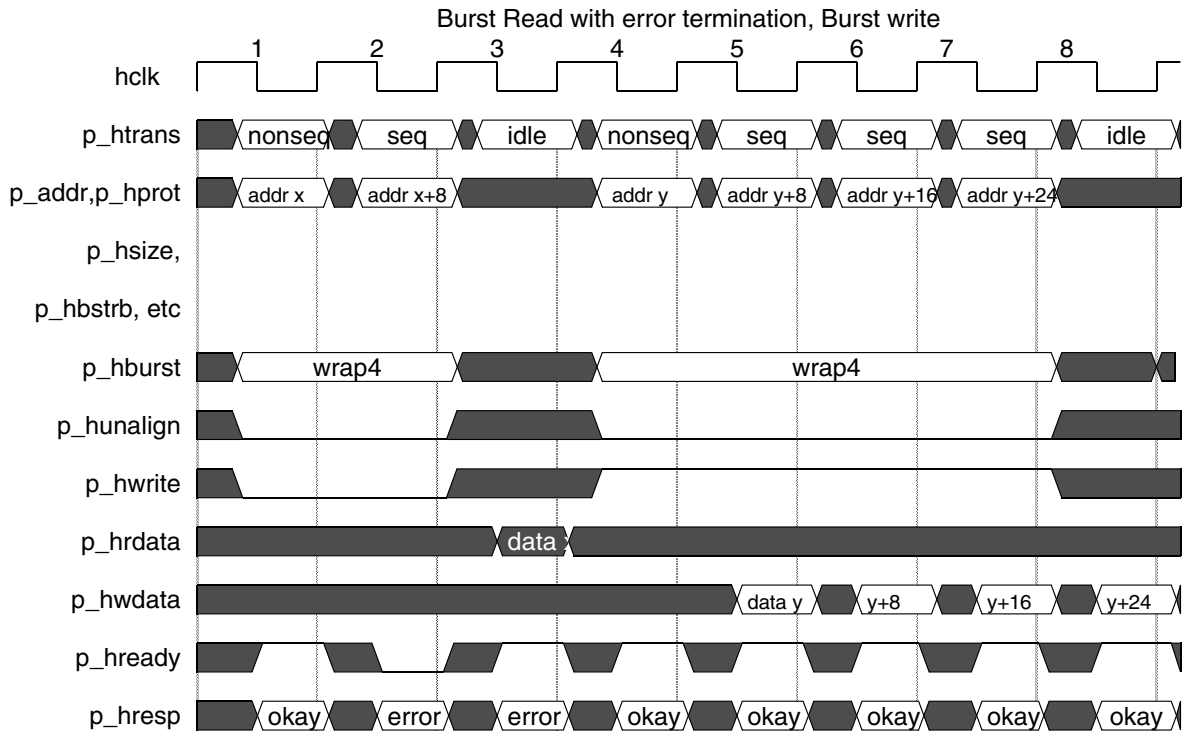 Burst Read with error termination, Burst write
1 2 3 4 5 6 7 8
hclk
p_htrans nonseq seq idle nonseq seq seq seq idle
p_addr,p_hprot addr x addr x+8 addr y addr y+8 addr y+16 addr y+24
p_hsize,
p_hbstrb, etc
p_hburst wrap4 wrap4
p_hunalign
p_hwrite
p_hrdata data
p_hwdata data y y+8 y+16 y+24
p_hready
p_hresp okay error error okay okay okay okay okay